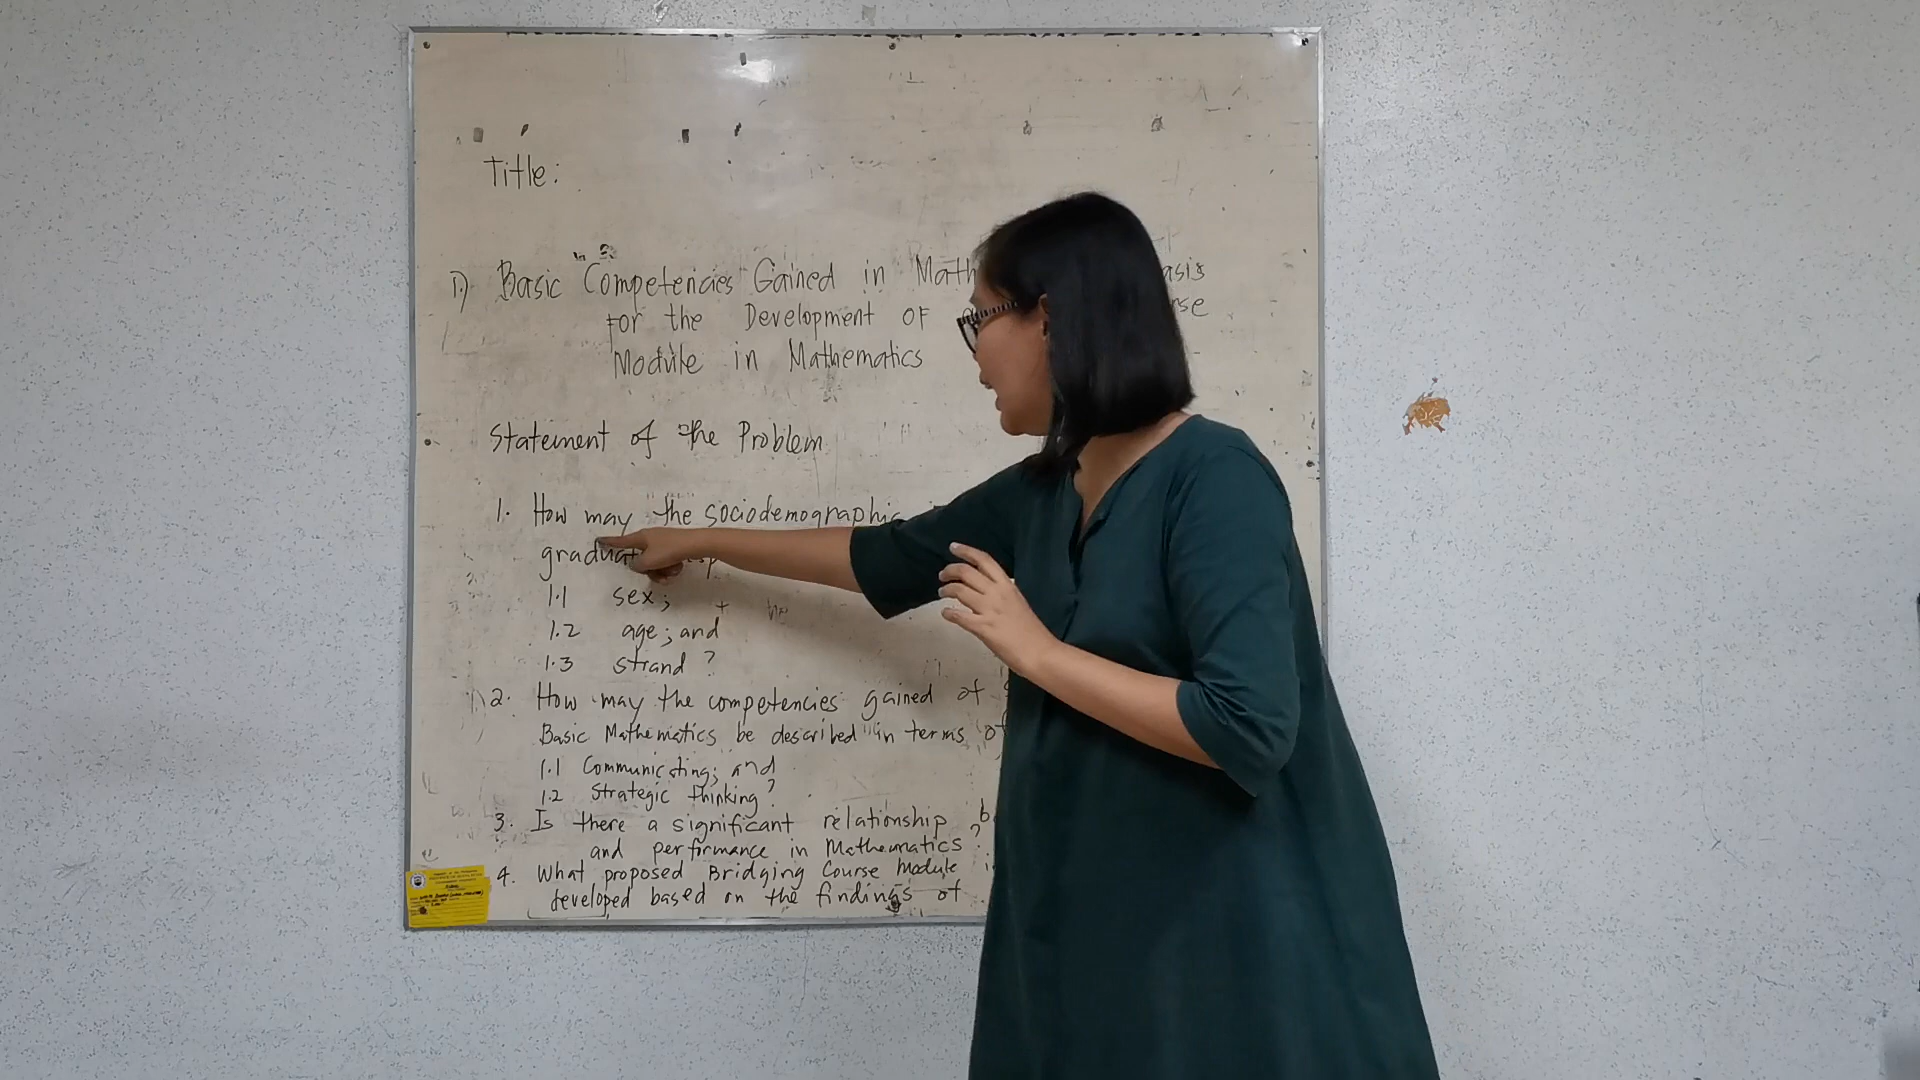 Title:
1) Basic Competencies Gained in Math asis
for the Development OF
Module in Mathematics
Statement of the Problem
1. How may the sociodemographic
graduat
1.1 sex;
1.2 age; and
1.3 strand?
2. How may the competencies gained of
Basic Mathematics be described in terms of
1.1 Communicating; and
1.2 Strategic thinking?
3. Is there a significant relationship
and performance in Mathematics?
4. What proposed Bridging Course Module
developed based on the findings of